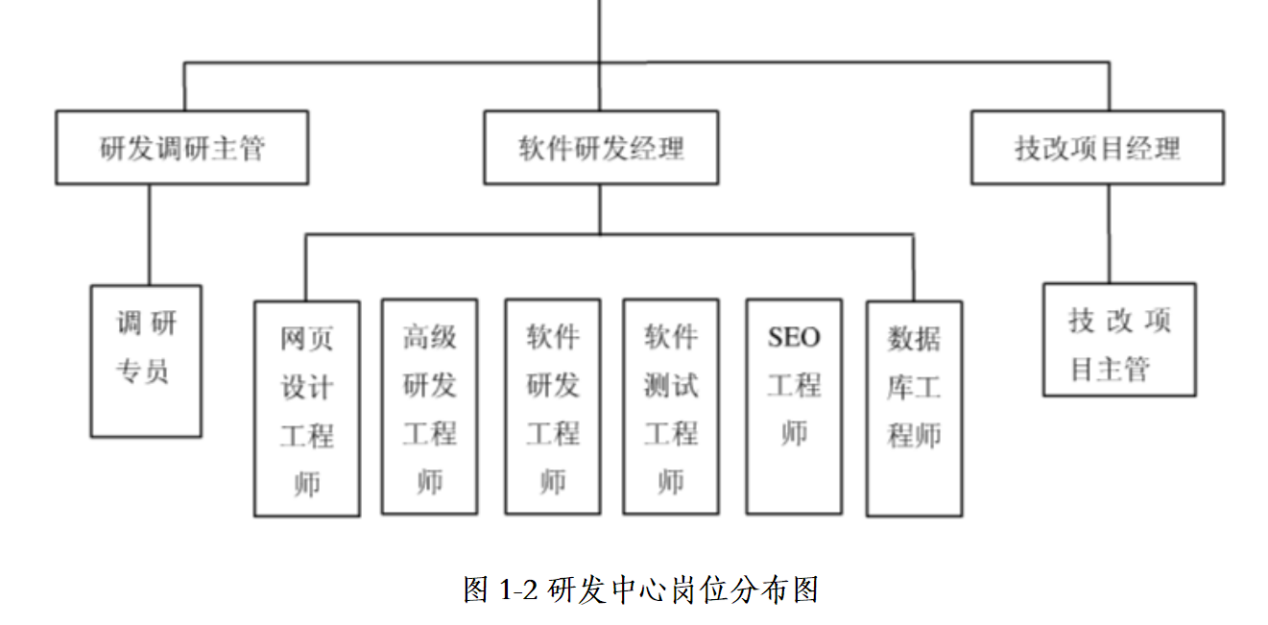 研发调研主管
软件研发经理
技改项目经理
调研
专员
网页
设计
工程
师
高级
研发
工程
师
软件
研发
工程
师
软件
测试
工程
师
SEO
工程
师
数据
库工
程师
技改项
目主管
图 1-2 研发中心岗位分布图